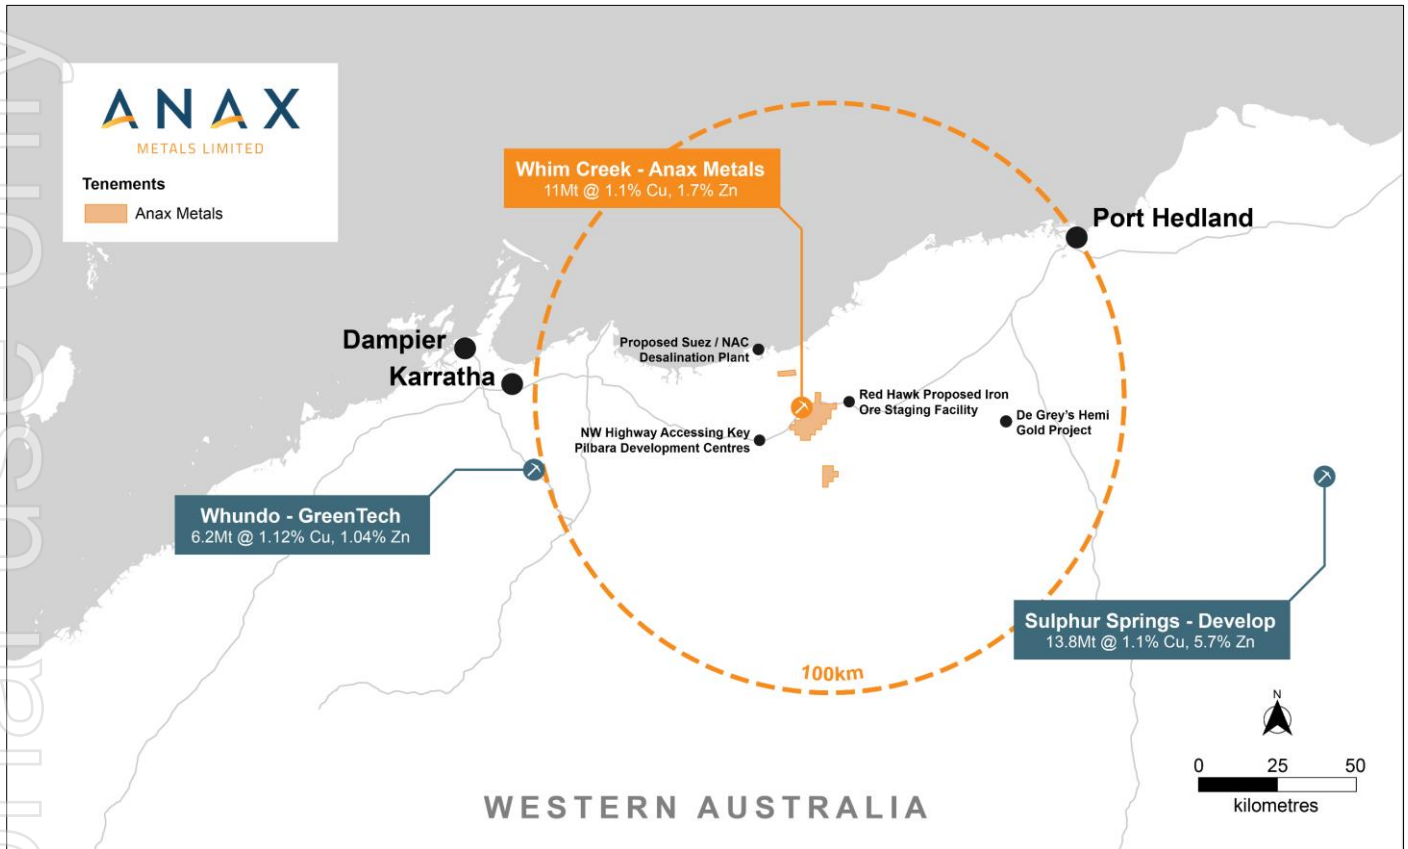 ANAX
METALS LIMITED
Tenements
Anax Metals
Whim Creek - Anax Metals
11Mt @ 1.1% Cu, 1.7% Zn
Port Hedland
Dampier
Karratha
Proposed Suez / NAC
Desalination Plant
Red Hawk Proposed Iron
Ore Staging Facility
De Grey's Hemi
Gold Project
NW Highway Accessing Key
Pilbara Development Centres
Whundo - GreenTech
6.2Mt @ 1.12% Cu, 1.04% Zn
Sulphur Springs - Develop
13.8Mt @ 1.1% Cu, 5.7% Zn
100km
N
0 25 50
kilometres
WESTERN AUSTRALIA